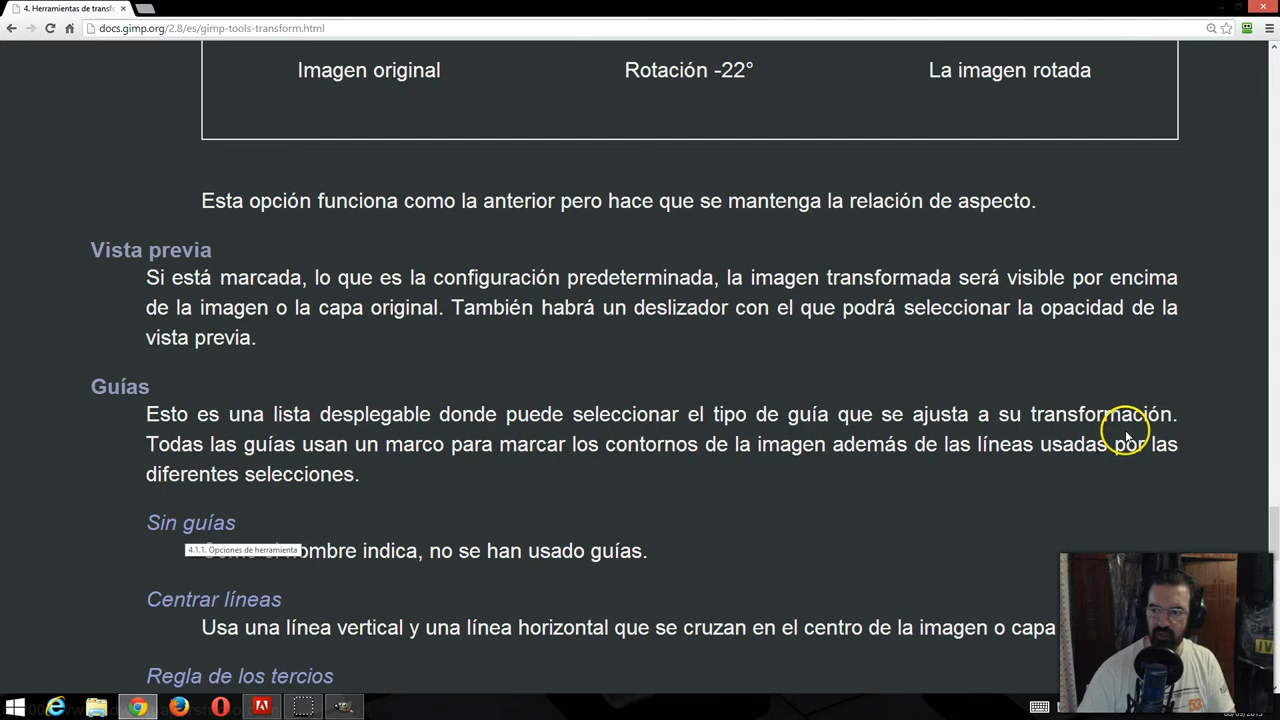 4. Herramientas de transf
docs.gimp.org/2.8/es/gimp-tools-transform.html
Imagen original
Rotación -22°
La imagen rotada
Esta opción funciona como la anterior pero hace que se mantenga la relación de aspecto.
Vista previa
Si está marcada, lo que es la configuración predeterminada, la imagen transformada será visible por encima
de la imagen o la capa original. También habrá un deslizador con el que podrá seleccionar la opacidad de la
vista previa.
Guías
Esto es una lista desplegable donde puede seleccionar el tipo de guía que se ajusta a su transformación.
Todas las guías usan un marco para marcar los contornos de la imagen además de las líneas usadas por las
diferentes selecciones.
Sin guías
4.1.1. Opciones de herramienta
nombre indica, no se han usado guías.
Centrar líneas
Usa una línea vertical y una línea horizontal que se cruzan en el centro de la imagen o capa
Regla de los tercios